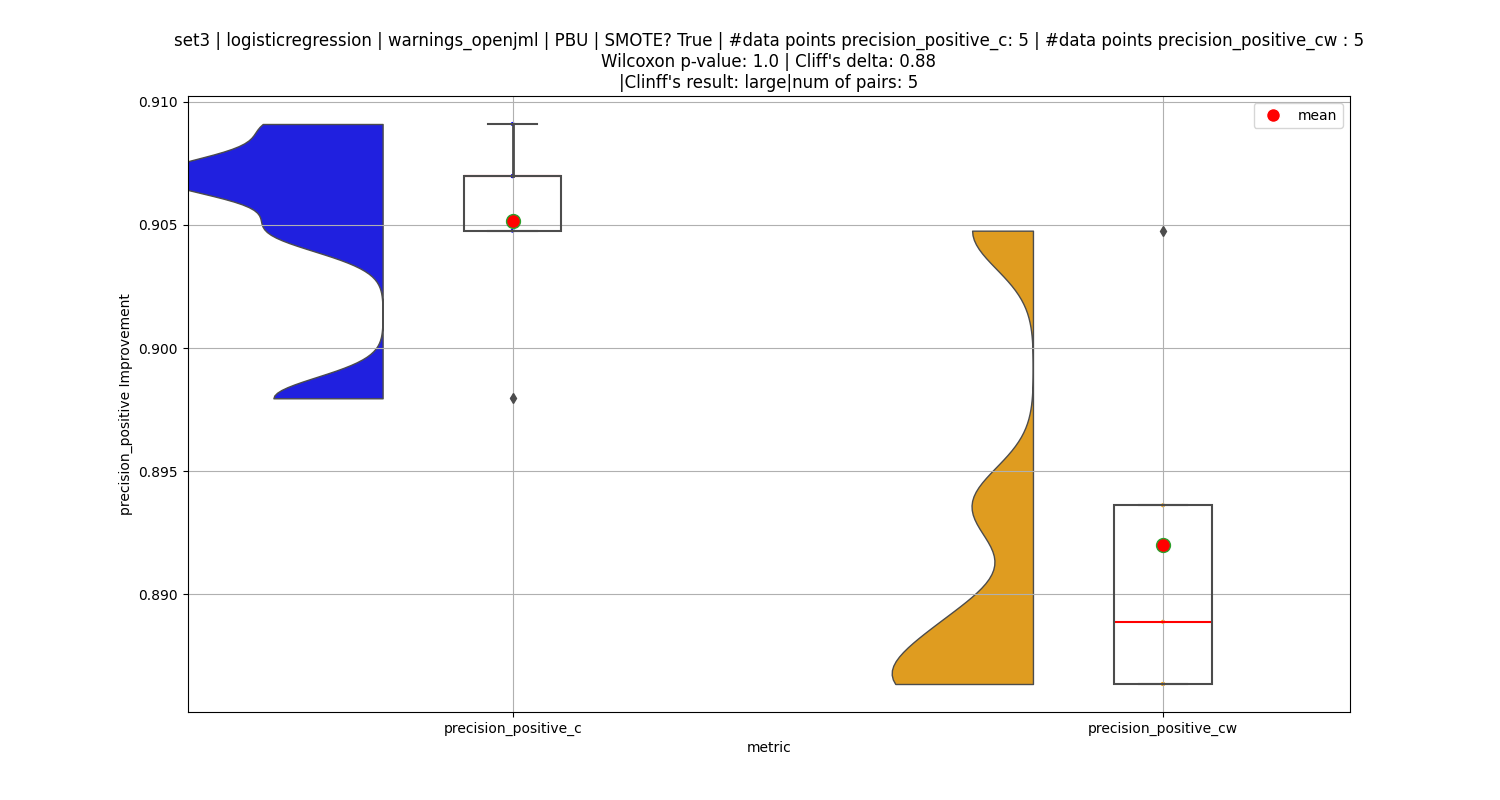 set3 | logisticregression | warnings_openjml | PBU | SMOTE? True | #data points precision_positive_c: 5 | #data points precision_positive_cw : 5
Wilcoxon p-value: 1.0 | Cliff's delta: 0.88
|Clinff's result: large|num of pairs: 5
mean
0.910
0.905
0.900
0.895
0.890
precision_positive Improvement
precision_positive_c
precision_positive_cw
metric